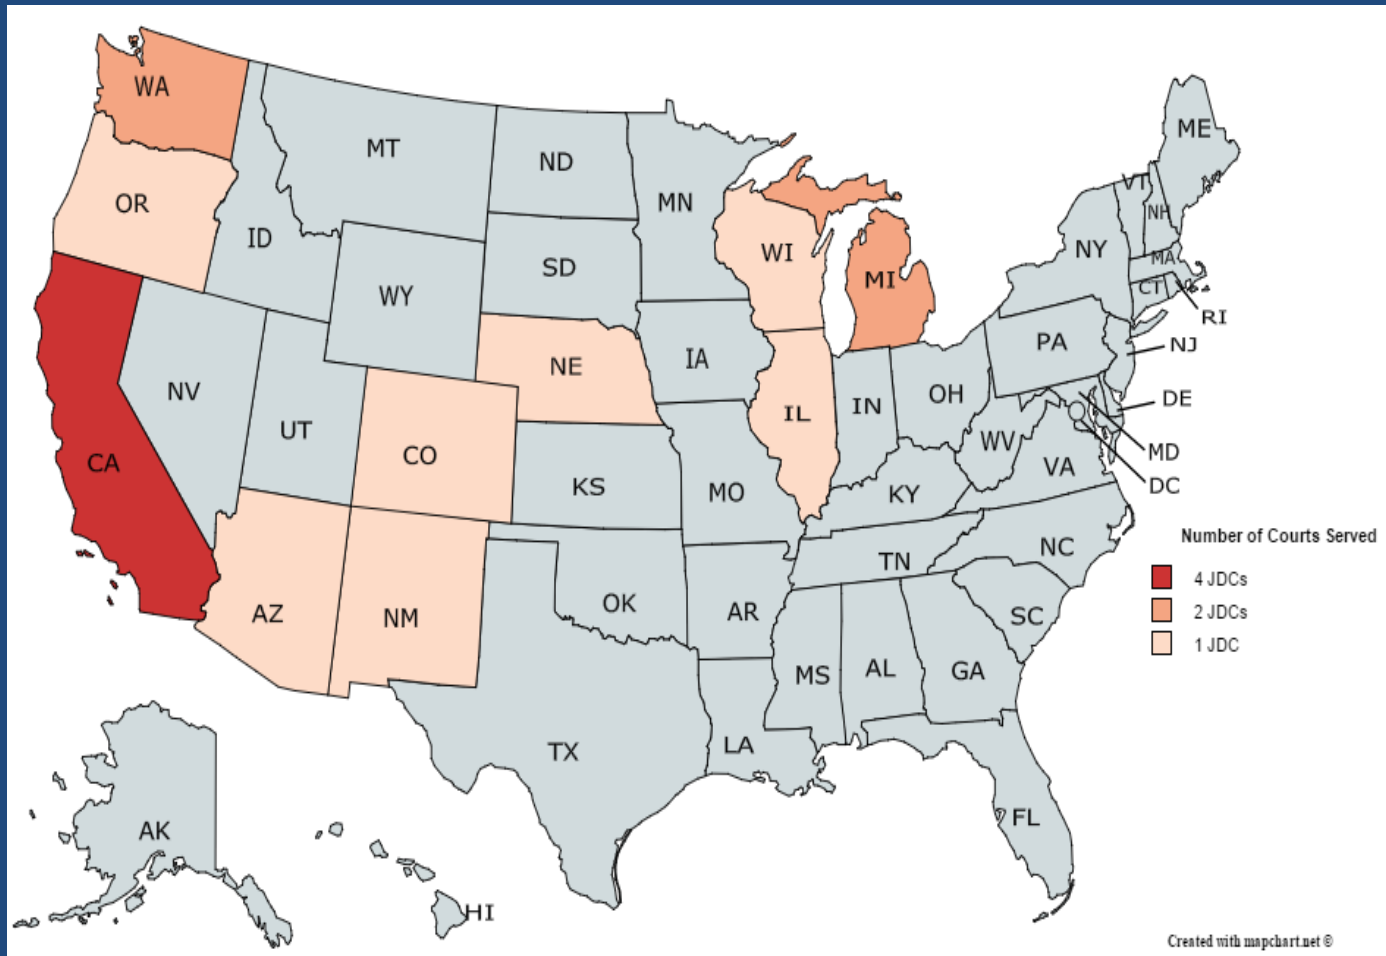 WA
MT
ND
MN
ME
OR
ID
SD
WI
MI
VT
NH
NY
MA
CT
RI
WY
NE
IA
PA
NJ
NV
UT
CO
IL
IN
OH
DE
CA
KS
MO
WV
VA
MD
DC
KY
AZ
NM
OK
AR
TN
NC
SC
MS
AL
GA
TX
LA
FL
AK
HI
Number of Courts Served
4 JDCs
2 JDCs
1 JDC
Created with mapchart.net ©